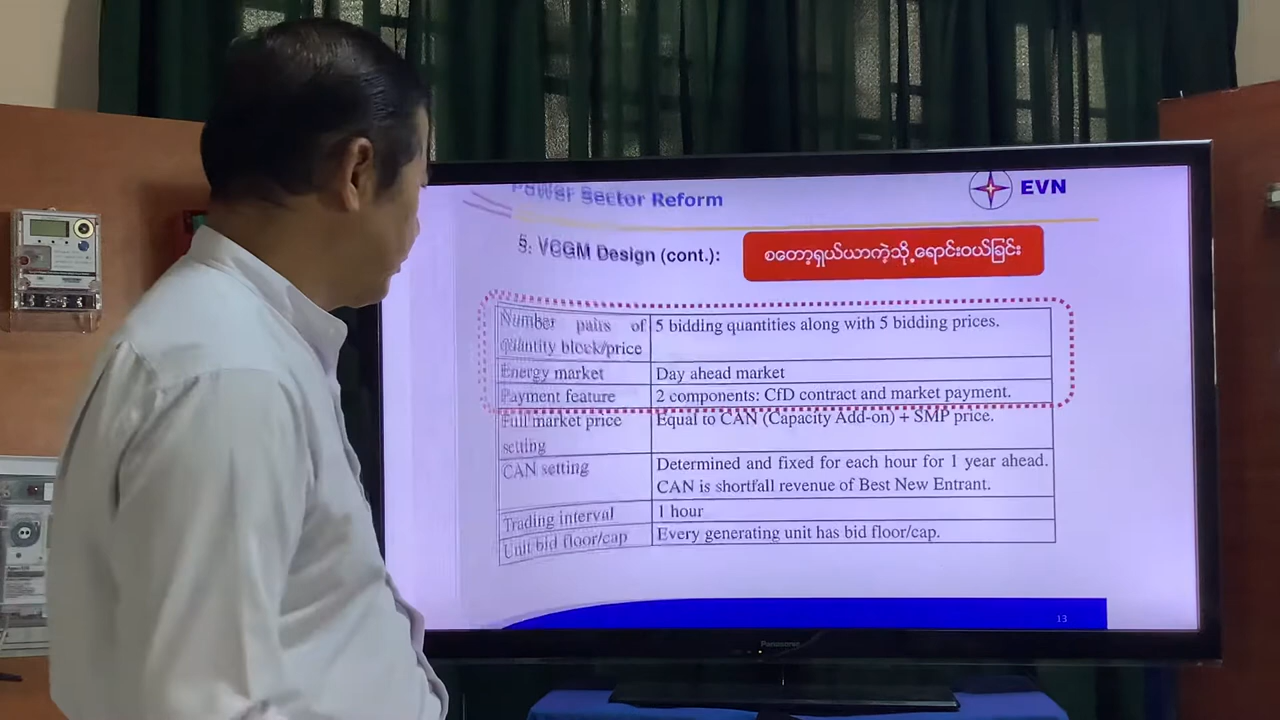 Power Sector Reform
EVN
5. VCGM Design (cont.):
စတော့ရှယ်ယာကဲ့သို့ ရောင်းဝယ်ခြင်း
Number pairs of
quantity block/price
5 bidding quantities along with 5 bidding prices.
Energy market
Day ahead market
Payment feature
2 components: CfD contract and market payment.
Full market price
setting
Equal to CAN (Capacity Add-on) + SMP price.
CAN setting
Determined and fixed for each hour for 1 year ahead.
CAN is shortfall revenue of Best New Entrant.
Trading interval
1 hour
Unit bid floor/cap
Every generating unit has bid floor/cap.
13
Panasonic